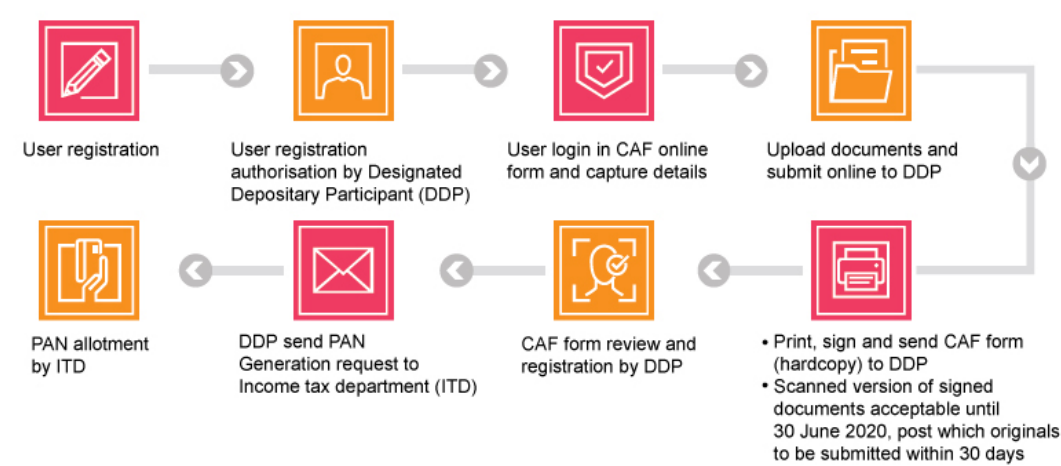 User registration
User registration
authorisation by Designated
Depositary Participant (DDP)
User login in CAF online
form and capture details
Upload documents and
submit online to DDP
• Print, sign and send CAF form
(hardcopy) to DDP
• Scanned version of signed
documents acceptable until
30 June 2020, post which originals
to be submitted within 30 days
CAF form review and
registration by DDP
DDP send PAN
Generation request to
Income tax department (ITD)
PAN allotment
by ITD